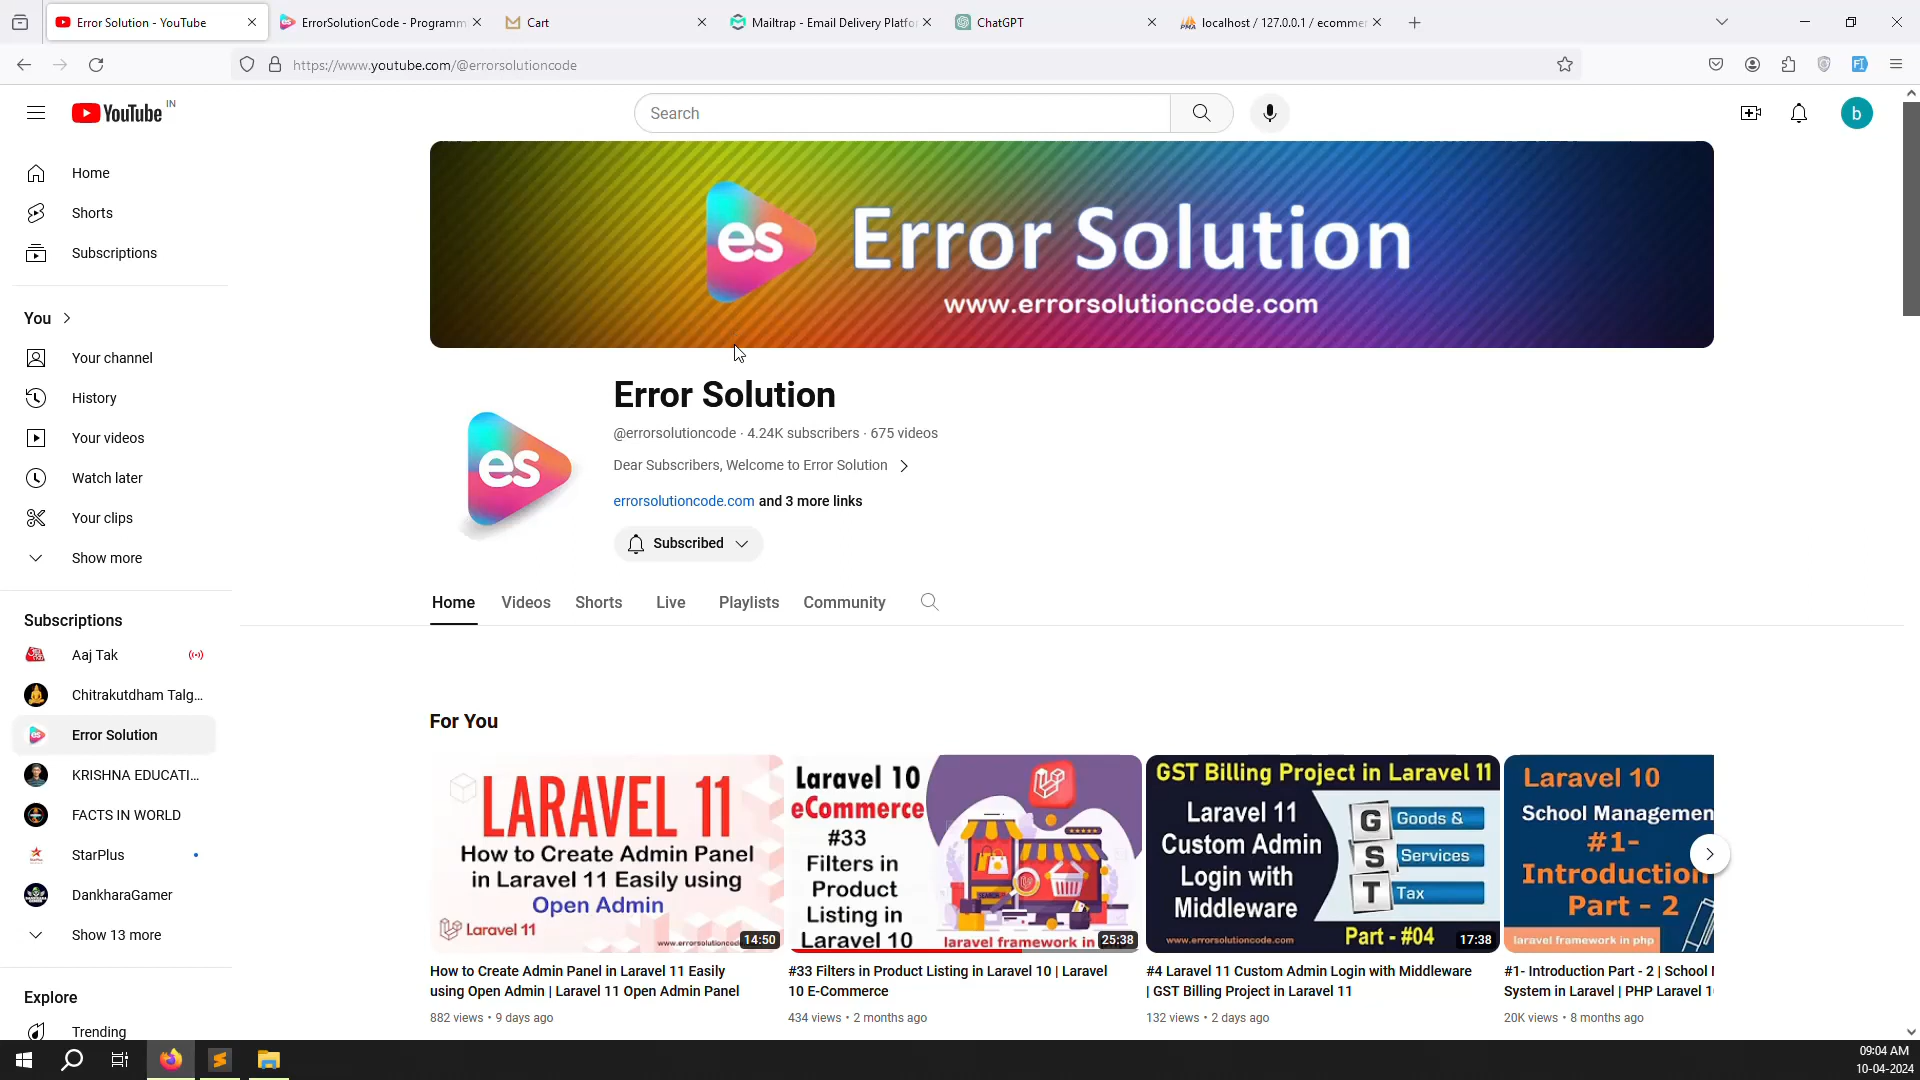 Error Solution - YouTube
ErrorSolutionCode - Programm
Cart
Mailtrap - Email Delivery Platfo
ChatGPT
localhost / 127.0.0.1 / ecommer
https://www.youtube.com/@errorsolutioncode
YouTube IN
Search
b
Home
Shorts
Subscriptions
You
Your channel
History
Your videos
Watch later
Your clips
Show more
Subscriptions
Aaj Tak
Chitrakutdham Talg...
Error Solution
KRISHNA EDUCATI...
FACTS IN WORLD
StarPlus
DankharaGamer
Show 13 more
Explore
Trending
es Error Solution
www.errorsolutioncode.com
es
Error Solution
@errorsolutioncode · 4.24K subscribers · 675 videos
Dear Subscribers, Welcome to Error Solution
errorsolutioncode.com and 3 more links
Subscribed
Home Videos Shorts Live Playlists Community
For You
LARAVEL 11
How to Create Admin Panel
in Laravel 11 Easily using
Open Admin
Laravel 11
www.errorsolutioncod
14:50
How to Create Admin Panel in Laravel 11 Easily
using Open Admin | Laravel 11 Open Admin Panel
882 views • 9 days ago
Laravel 10
eCommerce
#33
Filters in
Product
Listing in
Laravel 10
laravel framework in
25:38
#33 Filters in Product Listing in Laravel 10 | Laravel
10 E-Commerce
434 views • 2 months ago
GST Billing Project in Laravel 11
Laravel 11
Custom Admin
Login with
Middleware
G Goods &
S Services
T Tax
www.errorsolutioncode.com
Part - #04
17:38
#4 Laravel 11 Custom Admin Login with Middleware
| GST Billing Project in Laravel 11
132 views • 2 days ago
Laravel 10
School Managemen
#1-
Introduction
Part - 2
laravel framework in php
#1- Introduction Part - 2 | School
System in Laravel | PHP Laravel 1
20K views • 8 months ago
09:04 AM
10-04-2024